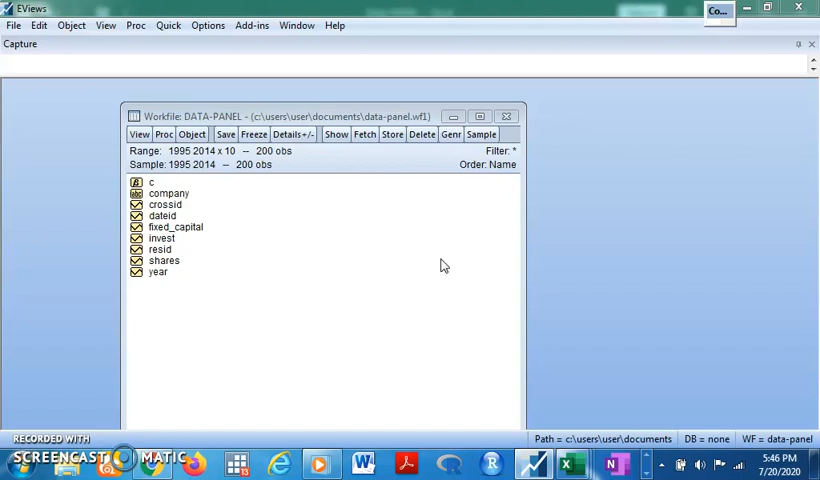 EViews
Co...
File Edit Object View Proc Quick Options Add-ins Window Help
Capture
Workfile: DATA-PANEL - (c:\users\user\documents\data-panel.wf1)
View Proc Object Save Freeze Details+/- Show Fetch Store Delete Genr Sample
Range: 1995 2014 x 10 -- 200 obs Filter: *
Sample: 1995 2014 -- 200 obs Order: Name
β c
abc company
crossid
dateid
fixed_capital
invest
resid
shares
year
RECORDED WITH
SCREENCAST MATIC
Path = c:\users\user\documents DB = none WF = data-panel
5:46 PM
7/20/2020